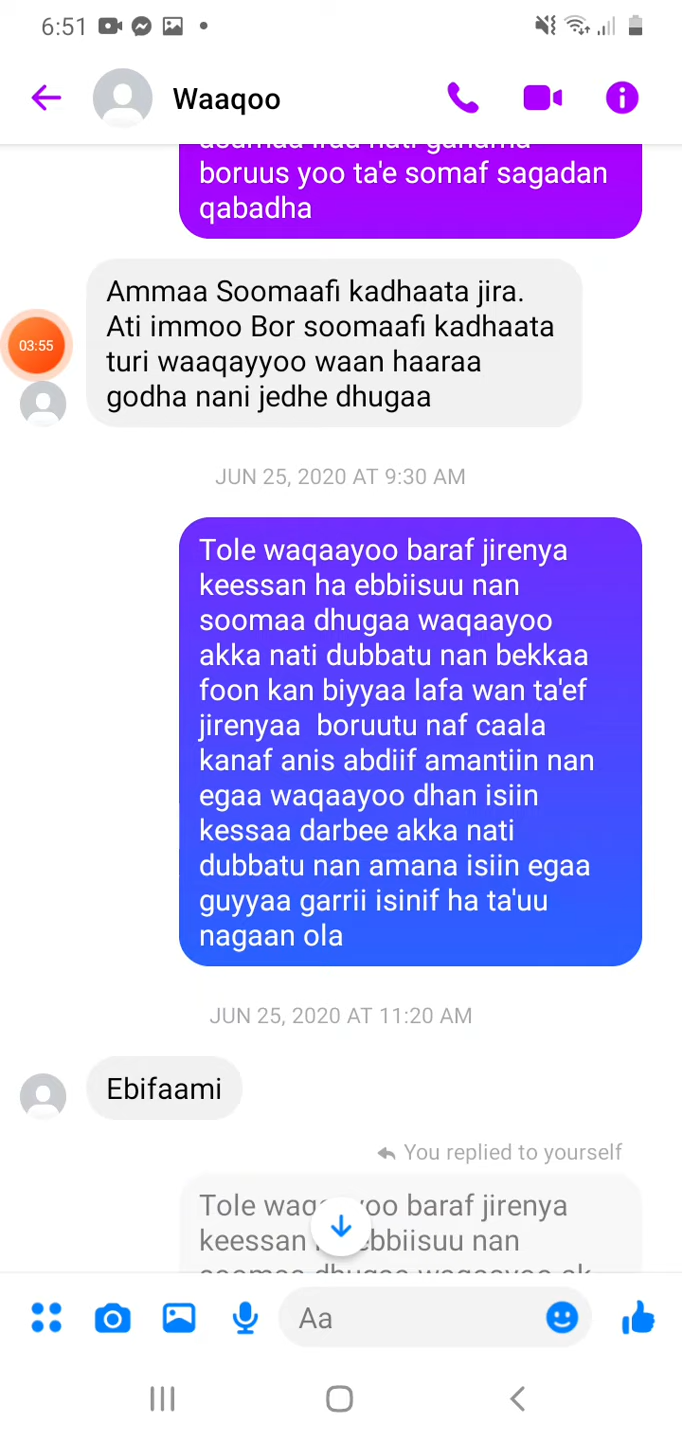 6:51
Waaqoo
boruus yoo ta'e somaf sagadan
qabadha
Ammaa Soomaafi kadhaata jira.
Ati immoo Bor soomaafi kadhaata
turi waaqayyoo waan haaraa
godha nani jedhe dhugaa
03:55
JUN 25, 2020 AT 9:30 AM
Tole waqaayoo baraf jirenya
keessan ha ebbiisuu nan
soomaa dhugaa waqaayoo
akka nati dubbatu nan bekkaa
foon kan biyyaa lafa wan ta'ef
jirenyaa boruutu naf caala
kanaf anis abdiif amantiin nan
egaa waqaayoo dhan isiin
kessaa darbee akka nati
dubbatu nan amana isiin egaa
guyyaa garrii isinif ha ta'uu
nagaan ola
JUN 25, 2020 AT 11:20 AM
Ebifaami
You replied to yourself
Tole baraf jirenya
keessan nan
Aa